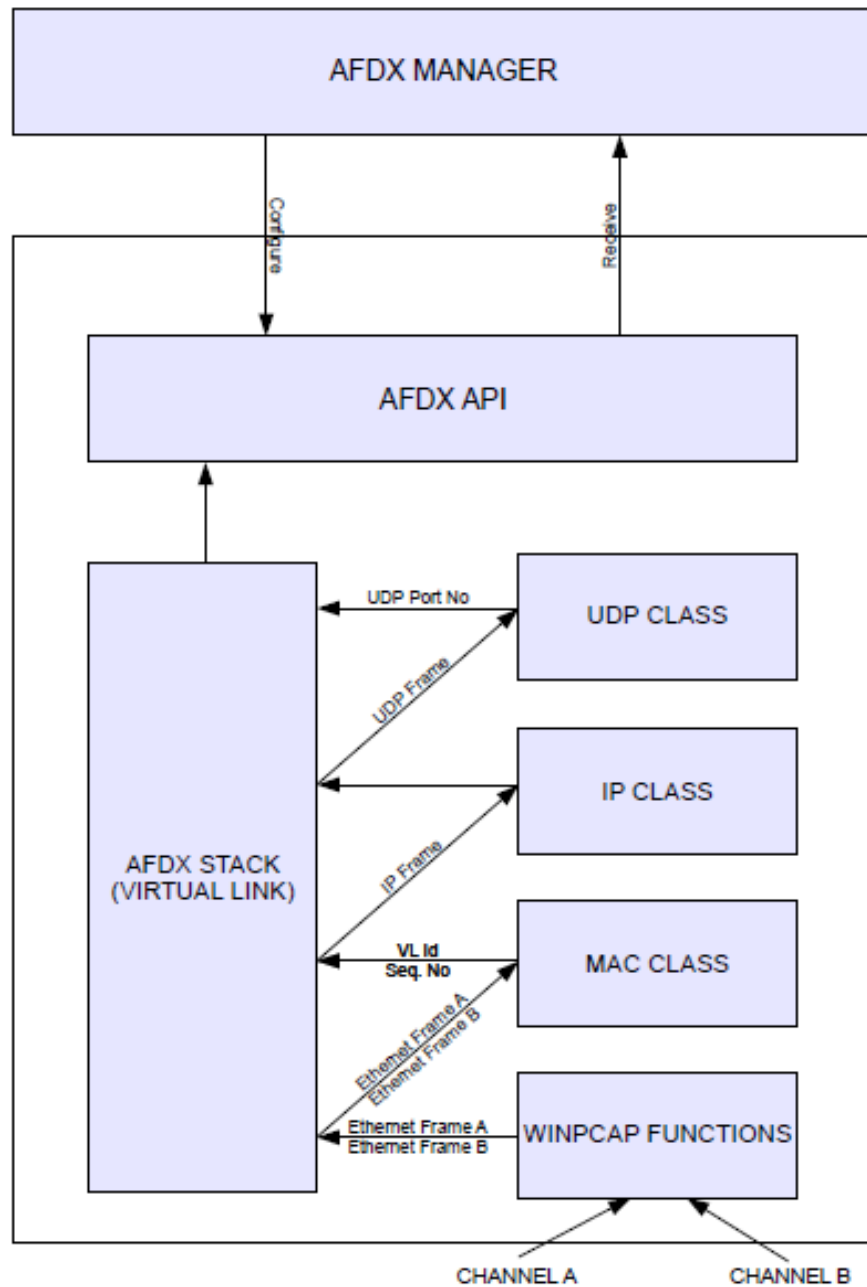 AFDX MANAGER
Configure
Receive
AFDX API
UDP Port No
UDP CLASS
UDP Frame
IP CLASS
AFDX STACK
(VIRTUAL LINK)
IP Frame
VL Id
Seq. No
MAC CLASS
Ethernet Frame A
Ethernet Frame B
Ethernet Frame A
Ethernet Frame B
WINPCAP FUNCTIONS
CHANNEL A
CHANNEL B